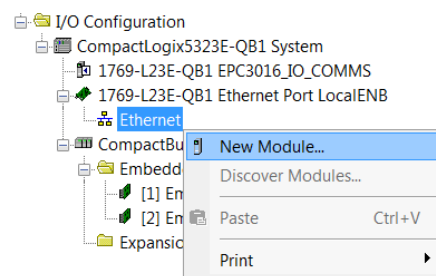 I/O Configuration
CompactLogix5323E-QB1 System
1769-L23E-QB1 EPC3016_IO_COMMS
1769-L23E-QB1 Ethernet Port LocalENB
Ethernet
CompactBu
New Module...
Embedd
Discover Modules...
[1] Em
[2] Em
Paste Ctrl+V
Expansio
Print